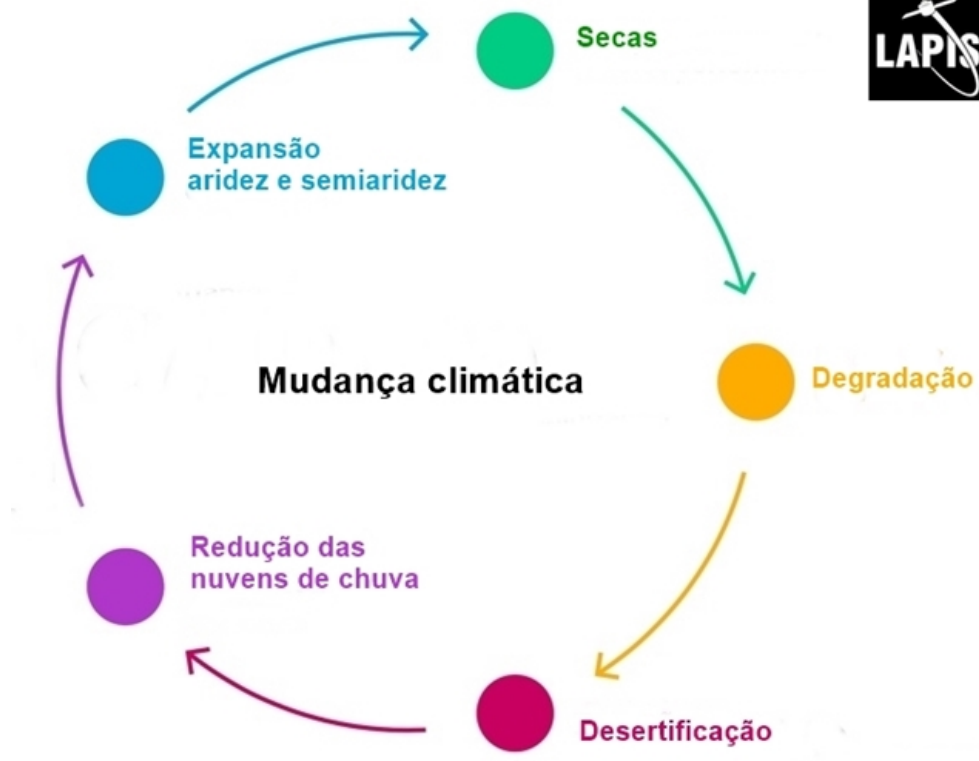 Secas
LAPIS
Expansão
aridez e semiaridez
Mudança climática
Degradação
Redução das
nuvens de chuva
Desertificação